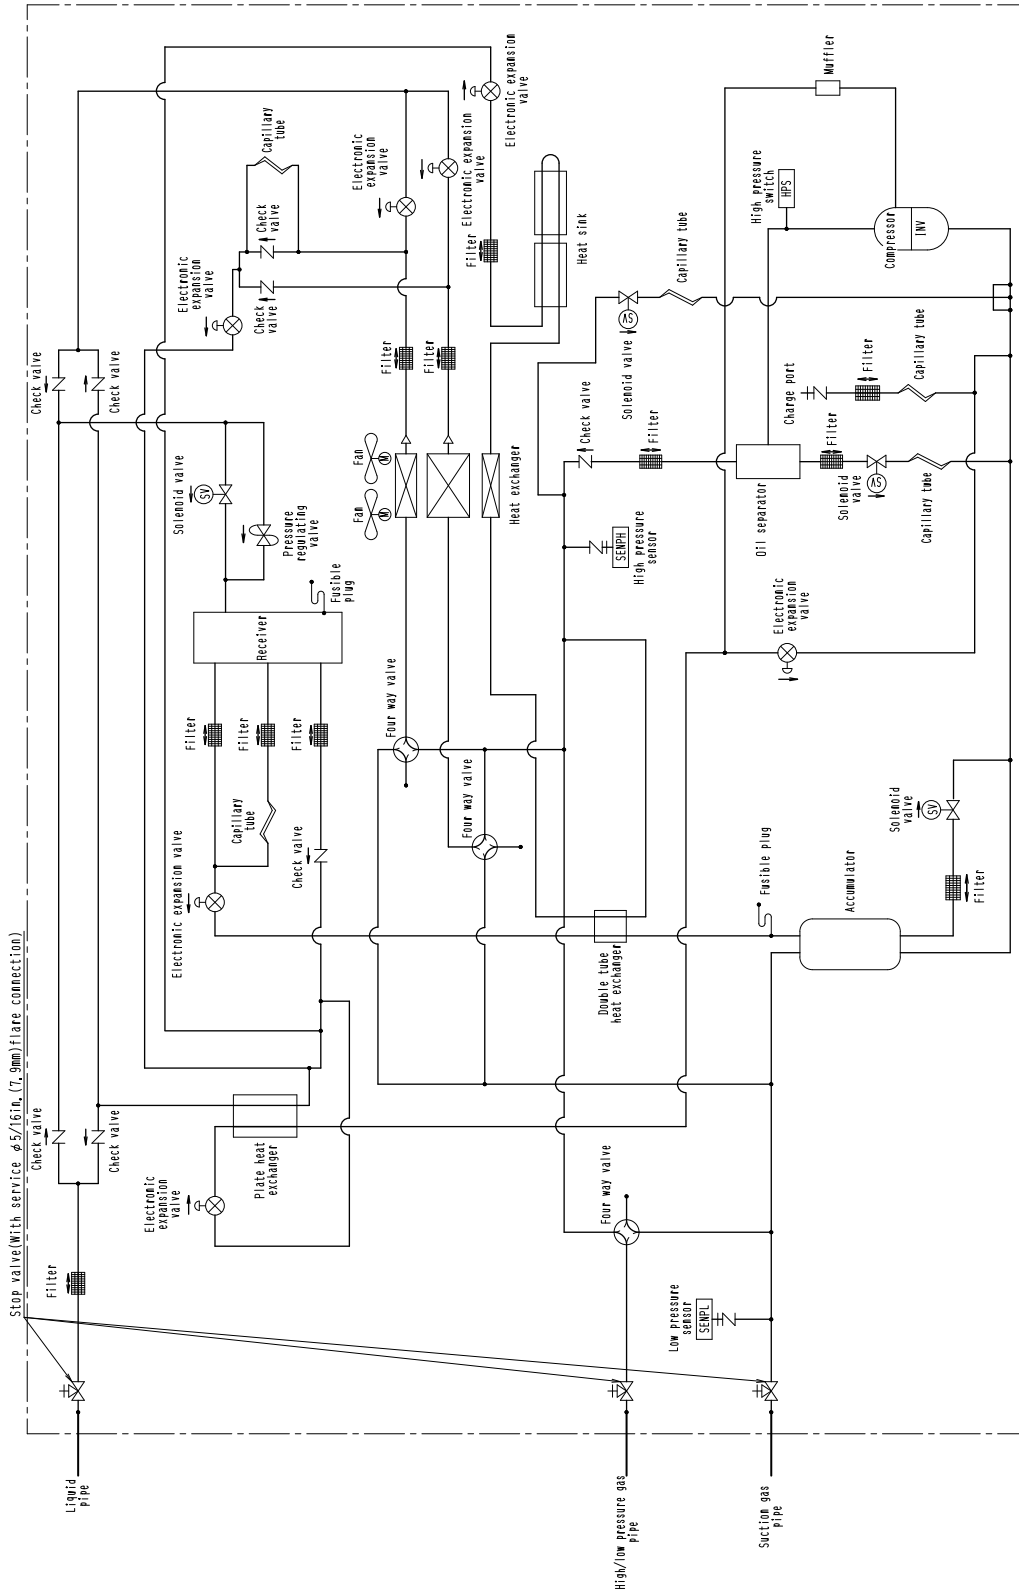 Electronic expansion
valve
Muffler
Capillary
tube
Electronic
expansion
valve
Electronic expansion
valve
High pressure
switch
HPS
Check
valve
Filter
Heat sink
Capillary tube
Compressor
INV
Electronic
expansion
valve
Check
valve
SV
Solenoid valve
Check valve
Check valve
Filter
Filter
Charge port
Filter
Capillary tube
Check valve
Filter
Fan
M
Fan
M
Heat exchanger
Oil separator
Filter
SV
Solenoid
valve
Capillary tube
Solenoid valve
SV
Pressure
regulating
valve
SENPH
High pressure
sensor
Fusible
plug
Receiver
Electronic
expansion
valve
Filter
Filter
Filter
Four way valve
Four way valve
Capillary
tube
Check valve
Electronic expansion valve
Solenoid
valve
SV
Fusible plug
Accumulator
Filter
Double tube
heat exchanger
Stop valve(With service φ5/16in.(7.9mm)flare connection)
Check valve
Check valve
Plate heat
exchanger
Electronic
expansion
valve
Four way valve
Filter
Low pressure
sensor
SENPL
Liquid
pipe
High/low pressure gas
pipe
Suction gas
pipe